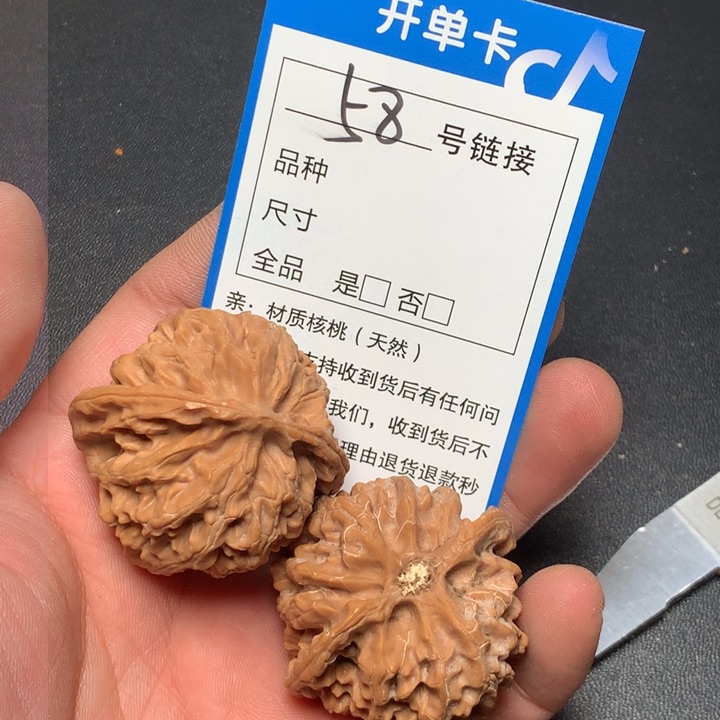 开单卡
58 号链接
品种
尺寸
全品 是□ 否□
亲：材质核桃（天然）
支持收到货后有任何问
我们，收到货后不
理由退货退款秒